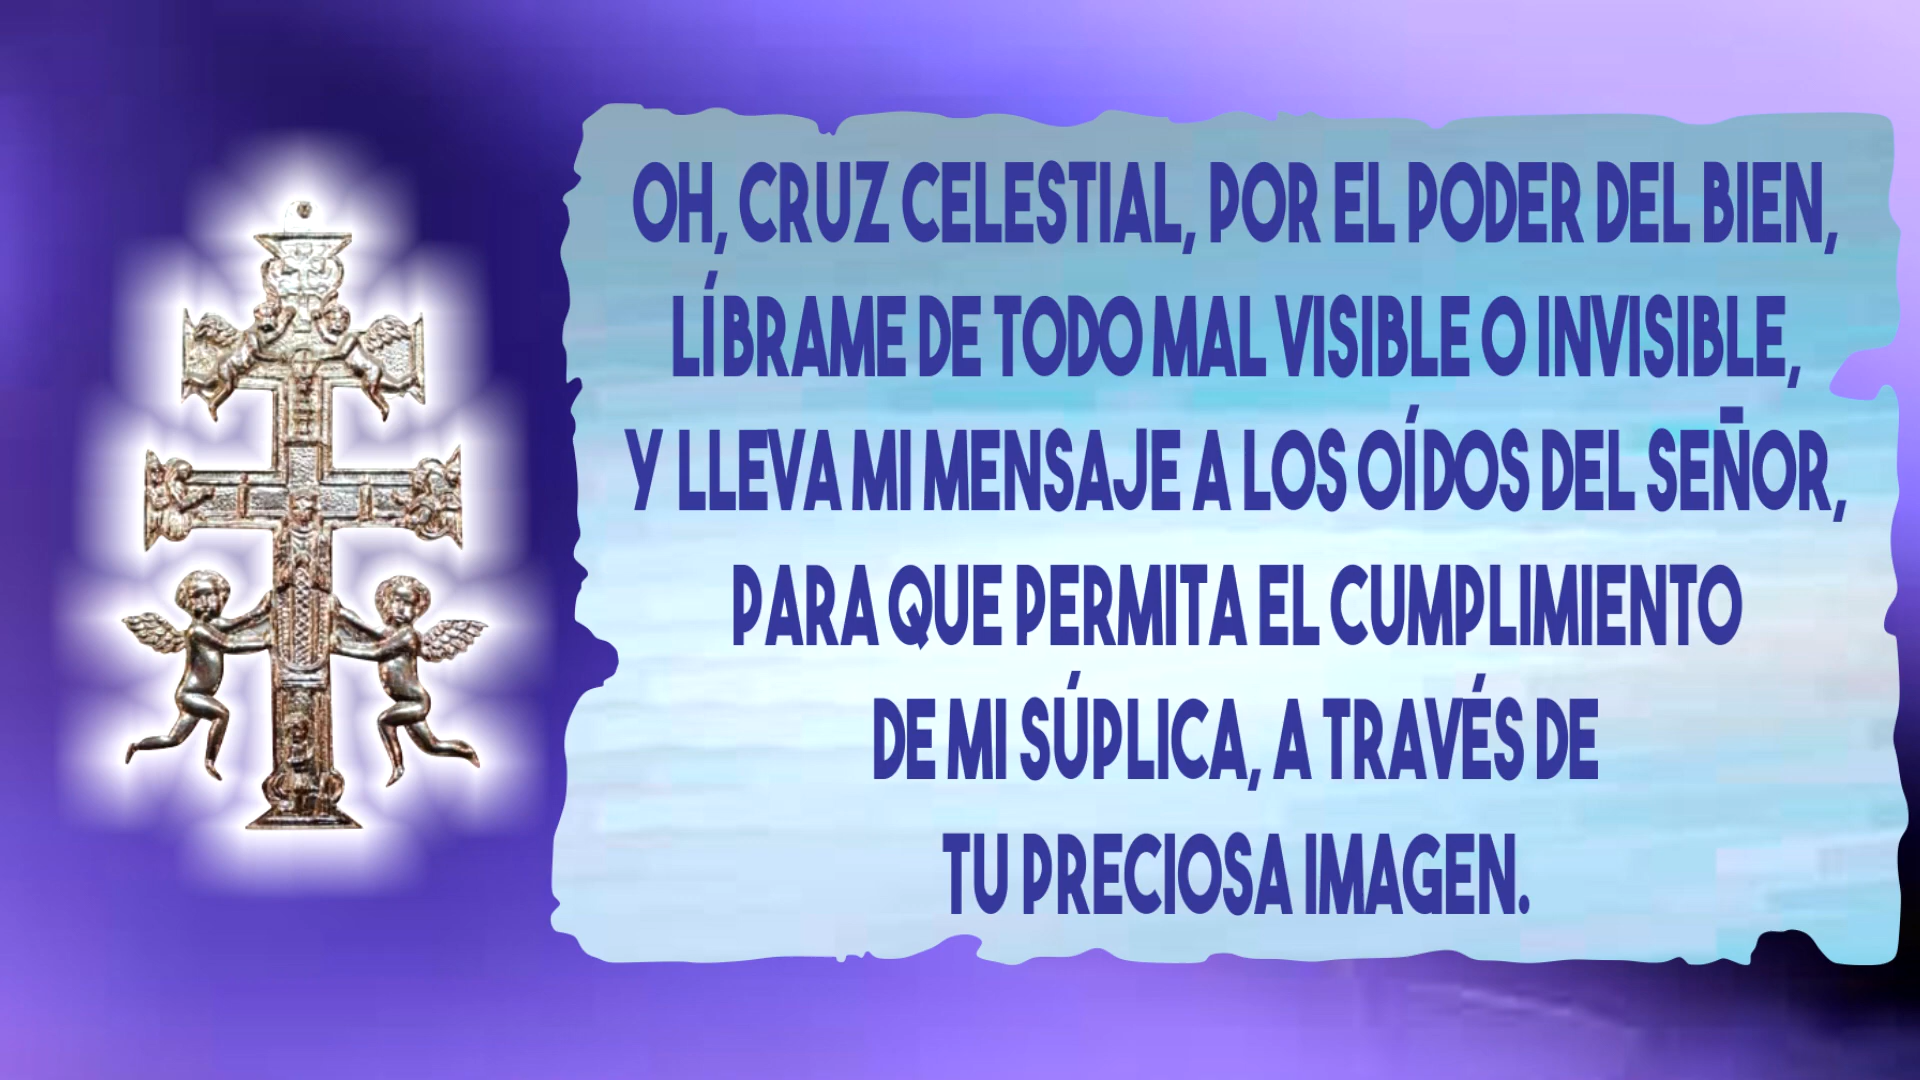 OH, CRUZ CELESTIAL, POR EL PODER DEL BIEN,
LÍBRAME DE TODO MAL VISIBLE O INVISIBLE,
Y LLEVA MI MENSAJE A LOS OÍDOS DEL SEÑOR,
PARA QUE PERMITA EL CUMPLIMIENTO
DE MI SÚPLICA, A TRAVÉS DE
TU PRECIOSA IMAGEN.